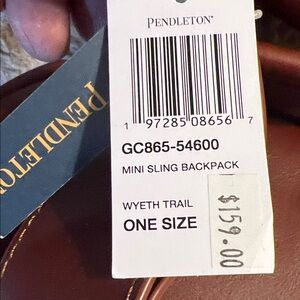 PENDLETON®
1 97285 08656 7
GC865-54600
MINI SLING BACKPACK
WYETH TRAIL
ONE SIZE
$159.00
PENDLETON